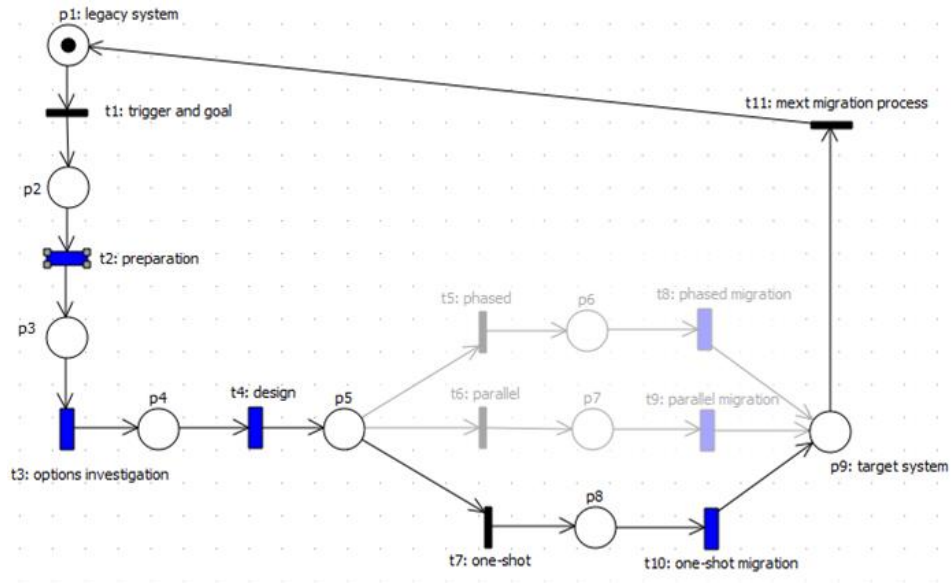 p1: legacy system
t11: mext migration process
t1: trigger and goal
p2
t2: preparation
t5: phased
p6
t8: phased migration
p3
p4
t4: design
p5
t6: parallel
p7
t9: parallel migration
t3: options investigation
p9: target system
p8
t7: one-shot
t10: one-shot migration